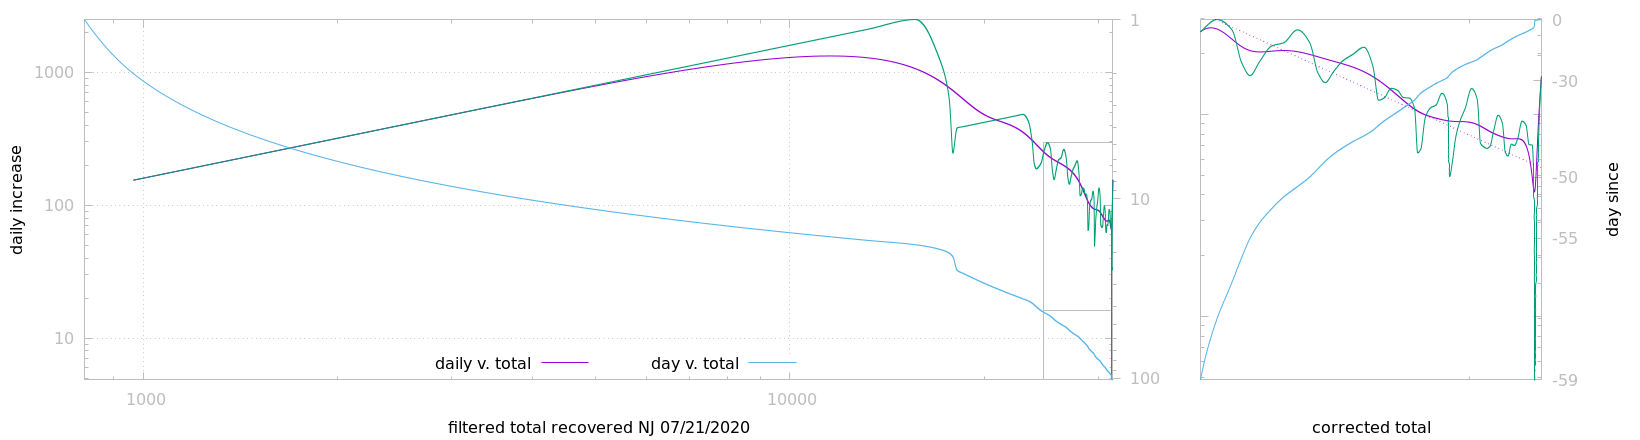 daily increase
1000
100
10
1000
10000
filtered total recovered NJ 07/21/2020
daily v. total
day v. total
1
10
100
0
-30
-50
-55
-59
day since
corrected total